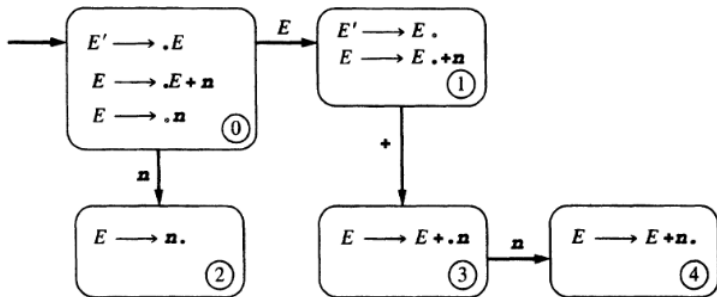 E' ⟶ .E
E ⟶ .E + n
E ⟶ .n
0
E
E' ⟶ E .
E ⟶ E .+n
1
n
+
E ⟶ n.
2
E ⟶ E + .n
3
n
E ⟶ E +n.
4